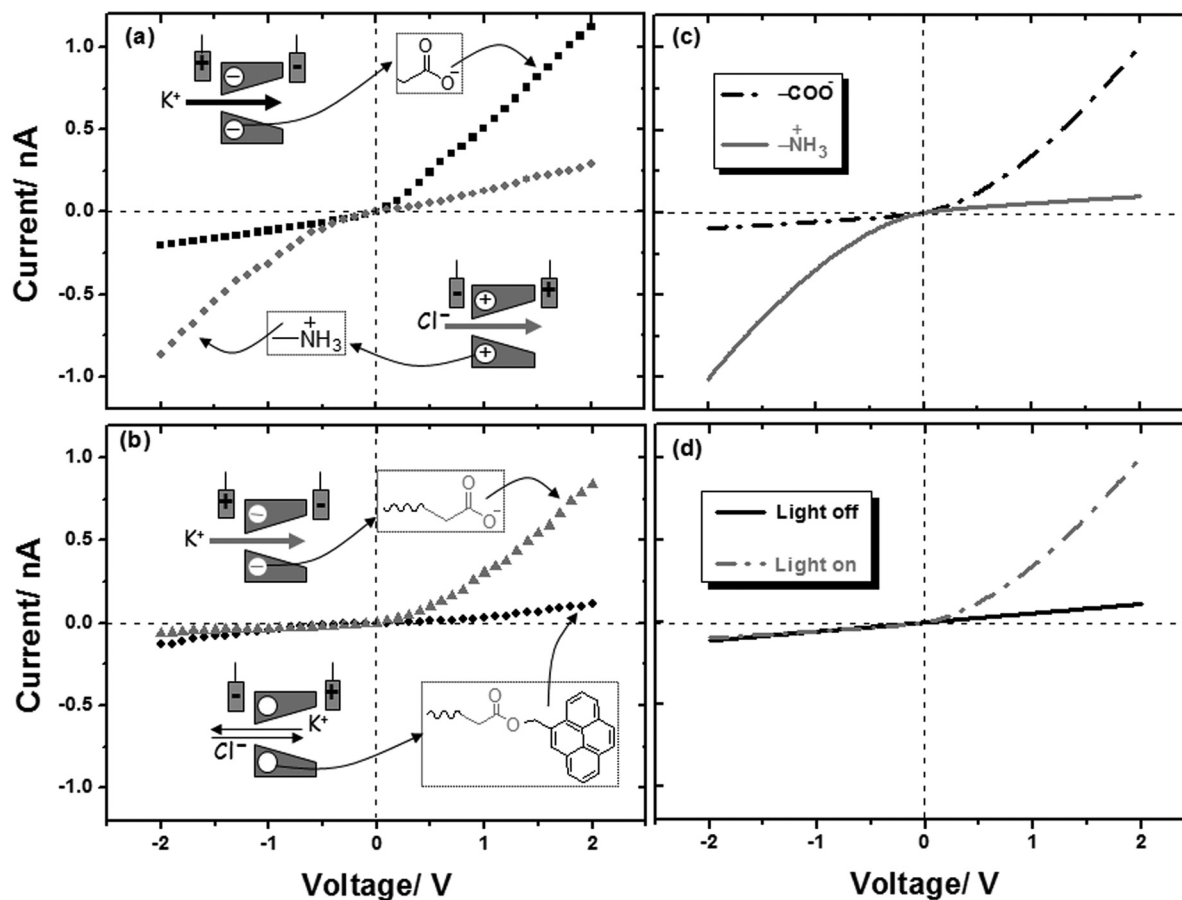 (a)
+
-
−
−
K⁺
O
O⁻
1.0
0.5
0.0
-0.5
-1.0
Current/ nA
-
+
+
+
Cl⁻
—NH₃⁺
(c)
–COO⁻
–NH₃⁺
(b)
+
-
−
−
K⁺
O
O⁻
1.0
0.5
0.0
-0.5
-1.0
Current/ nA
-
+
K⁺
Cl⁻
O
O
-2
-1
0
1
2
Voltage/ V
(d)
Light off
Light on
-2
-1
0
1
2
Voltage/ V